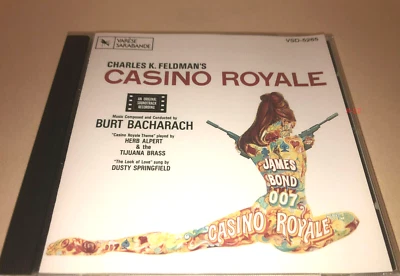 VARÈSE
SARABANDE
VSD-5265
CHARLES K. FELDMAN'S
CASINO ROYALE
AN ORIGINAL
SOUNDTRACK
RECORDING
Music Composed and Conducted by
BURT BACHARACH
"Casino Royale Theme" played by
HERB ALPERT
& the
TIJUANA BRASS
"The Look of Love" sung by
DUSTY SPRINGFIELD
JAMES
BOND
007
CASINO ROYALE